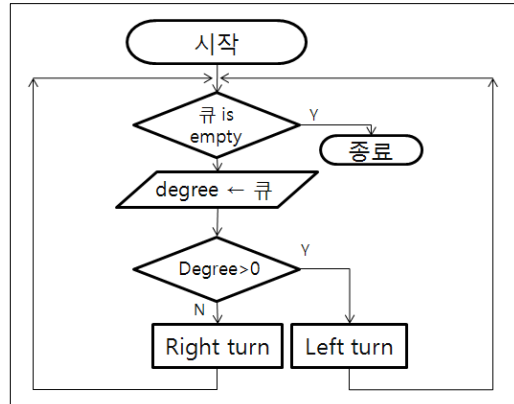 시작
큐 is
empty
Y
종료
degree ← 큐
Degree>0
Y
N
Right turn
Left turn